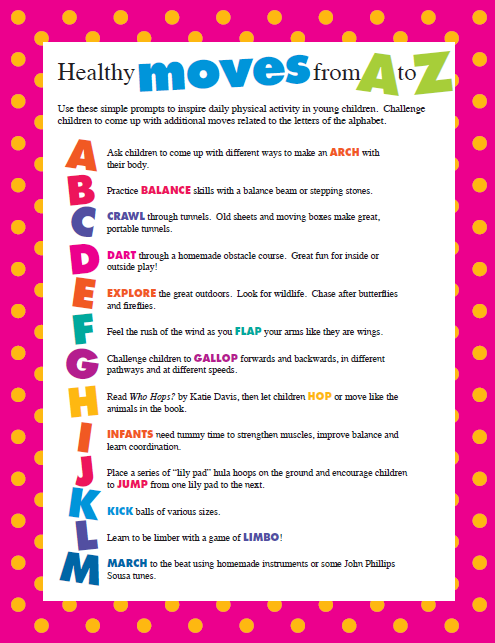 Healthy moves from A to Z
Use these simple prompts to inspire daily physical activity in young children. Challenge
children to come up with additional moves related to the letters of the alphabet.
A
Ask children to come up with different ways to make an ARCH with
their body.
B
Practice BALANCE skills with a balance beam or stepping stones.
C
CRAWL through tunnels. Old sheets and moving boxes make great,
portable tunnels.
D
DART through a homemade obstacle course. Great fun for inside or
outside play!
E
EXPLORE the great outdoors. Look for wildlife. Chase after butterflies
and fireflies.
F
Feel the rush of the wind as you FLAP your arms like they are wings.
G
Challenge children to GALLOP forwards and backwards, in different
pathways and at different speeds.
H
Read Who Hops? by Katie Davis, then let children HOP or move like the
animals in the book.
I
INFANTS need tummy time to strengthen muscles, improve balance and
learn coordination.
J
Place a series of “lily pad” hula hoops on the ground and encourage children
to JUMP from one lily pad to the next.
K
KICK balls of various sizes.
L
Learn to be limber with a game of LIMBO!
M
MARCH to the beat using homemade instruments or some John Phillips
Sousa tunes.